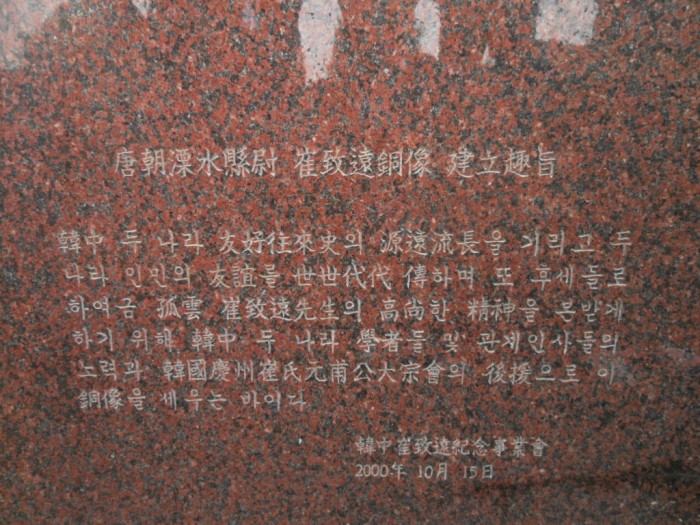 唐朝溧水縣尉 崔致遠銅像 建立趣旨
韓中 두 나라 友好往來史의 源遠流長을 기리고 두
나라 인민의 友誼를 世世代代 傳하며 또 후세들로
하여금 孤雲 崔致遠先生의 高尚한 精神을 본받게
하기 위해 韓中 두 나라 學者들 및 관계인사들의
노력과 韓國慶州崔氏元甫公大宗會의 後援으로 이
銅像을 세우는 바이다
韓中崔致遠紀念事業會
2000年 10月 15日